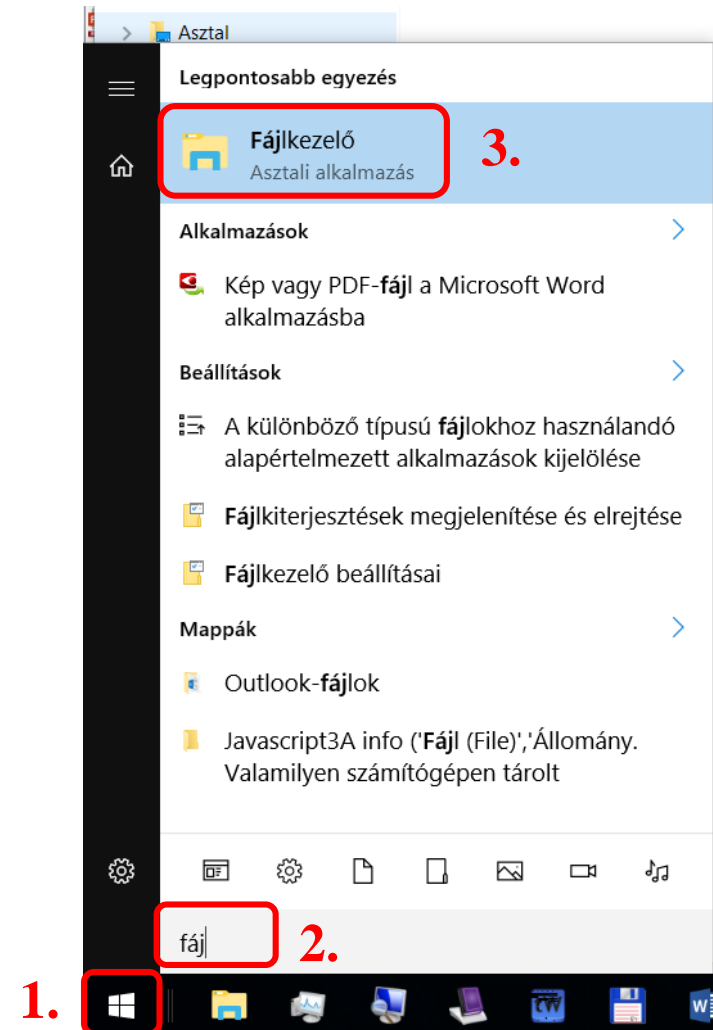 Asztal
Legpontosabb egyezés
Fájlkezelő
Asztali alkalmazás
3.
Alkalmazások
Kép vagy PDF-fájl a Microsoft Word
alkalmazásba
Beállítások
A különböző típusú fájlokhoz használandó
alapértelmezett alkalmazások kijelölése
Fájlkiterjesztések megjelenítése és elrejtése
Fájlkezelő beállításai
Mappák
Outlook-fájlok
Javascript3A info ('Fájl (File)','Állomány.
Valamilyen számítógépen tárolt
fáj
2.
1.